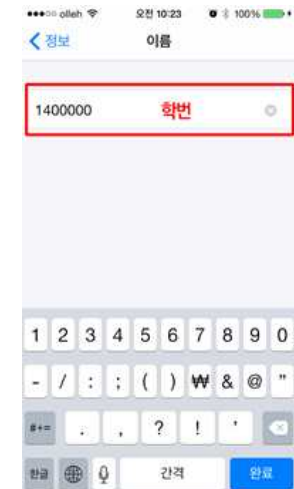 olleh 오전 10:23 100%
정보 이름
1400000 학번
1 2 3 4 5 6 7 8 9 0
- / : ; ( ) ₩ & @ "
#+= . , ? ! '
한글 간격 완료